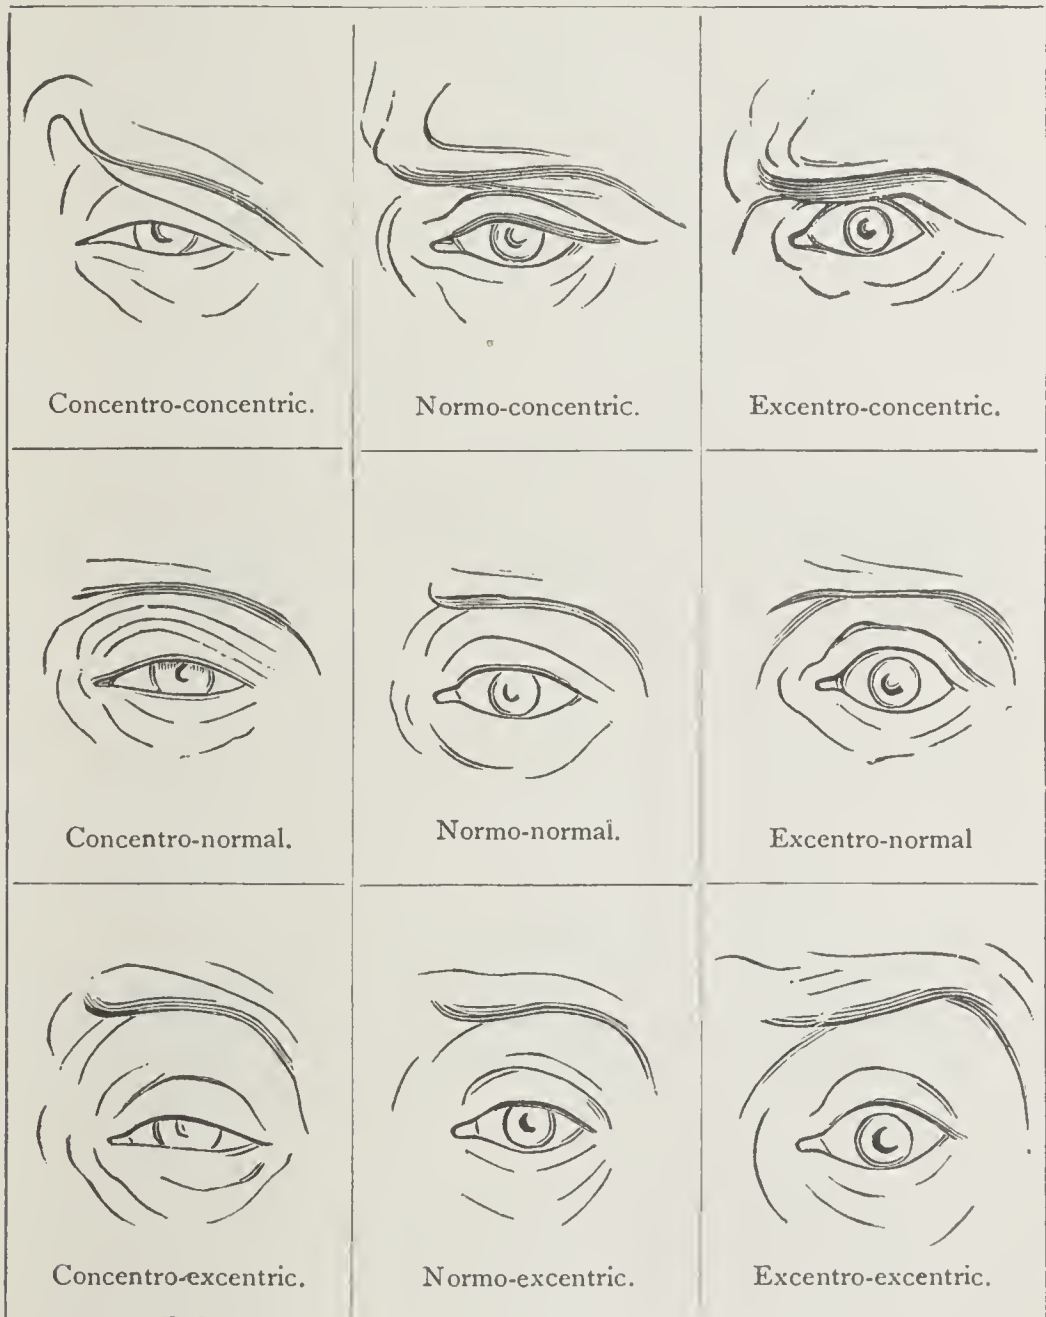 Concentro-concentric.
Normo-concentric.
Excentro-concentric.
Concentro-normal.
Normo-normal.
Excentro-normal
Concentro-excentric.
Normo-excentric.
Excentro-excentric.